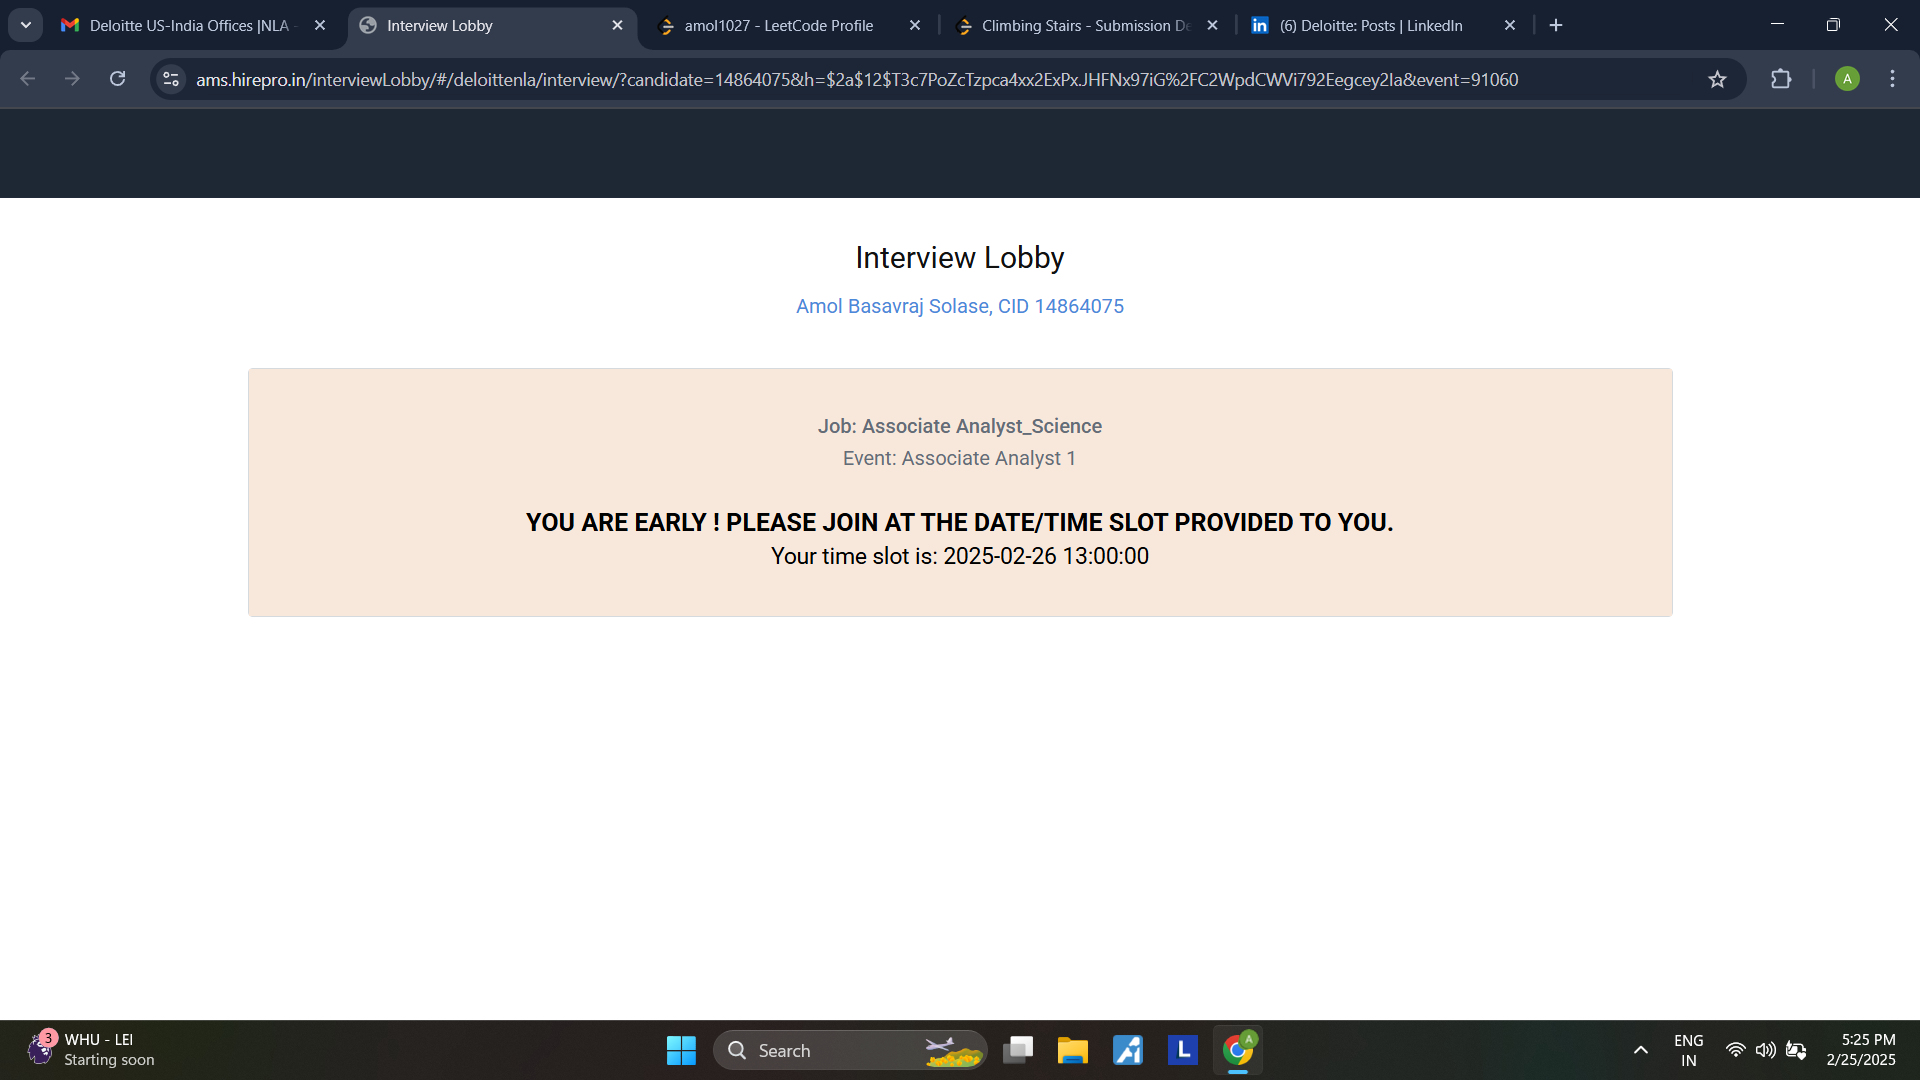 Deloitte US-India Offices |NLA -
Interview Lobby
amol1027 - LeetCode Profile
Climbing Stairs - Submission De
(6) Deloitte: Posts | LinkedIn
ams.hirepro.in/interviewLobby/#/deloittenla/interview/?candidate=14864075&h=$2a$12$T3c7PoZcTzpca4xx2ExPx.JHFNx97iG%2FC2WpdCWVi792Eegcey2Ia&event=91060
A
Interview Lobby
Amol Basavraj Solase, CID 14864075
Job: Associate Analyst_Science
Event: Associate Analyst 1
YOU ARE EARLY ! PLEASE JOIN AT THE DATE/TIME SLOT PROVIDED TO YOU.
Your time slot is: 2025-02-26 13:00:00
3
WHU - LEI
Starting soon
Search
L
A
ENG
IN
5:25 PM
2/25/2025